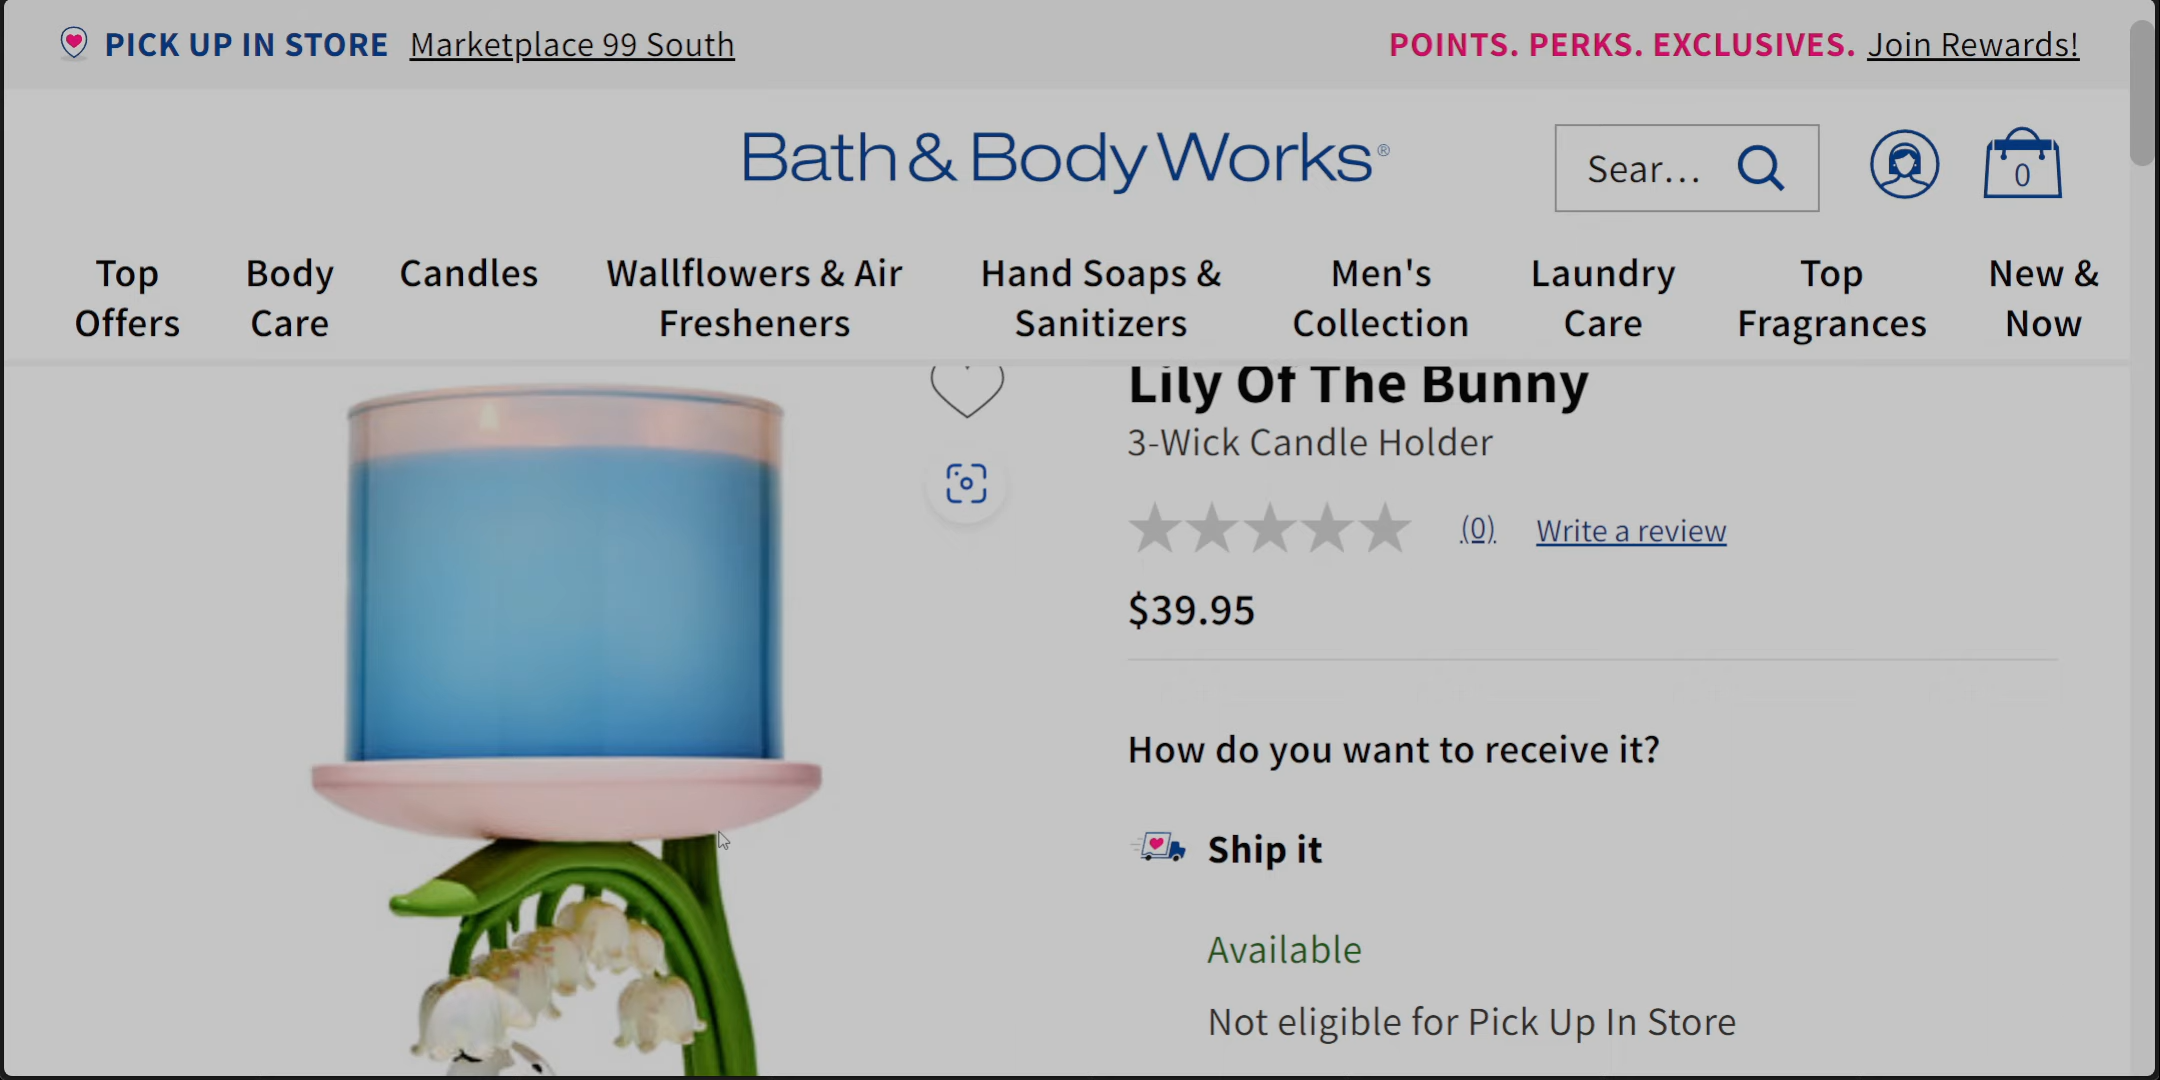 PICK UP IN STORE Marketplace 99 South
POINTS. PERKS. EXCLUSIVES. Join Rewards!
Bath & Body Works®
Sear...
0
Top Offers
Body Care
Candles
Wallflowers & Air Fresheners
Hand Soaps & Sanitizers
Men's Collection
Laundry Care
Top Fragrances
New & Now
Lily Of The Bunny
3-Wick Candle Holder
(0) Write a review
$39.95
How do you want to receive it?
Ship it
Available
Not eligible for Pick Up In Store